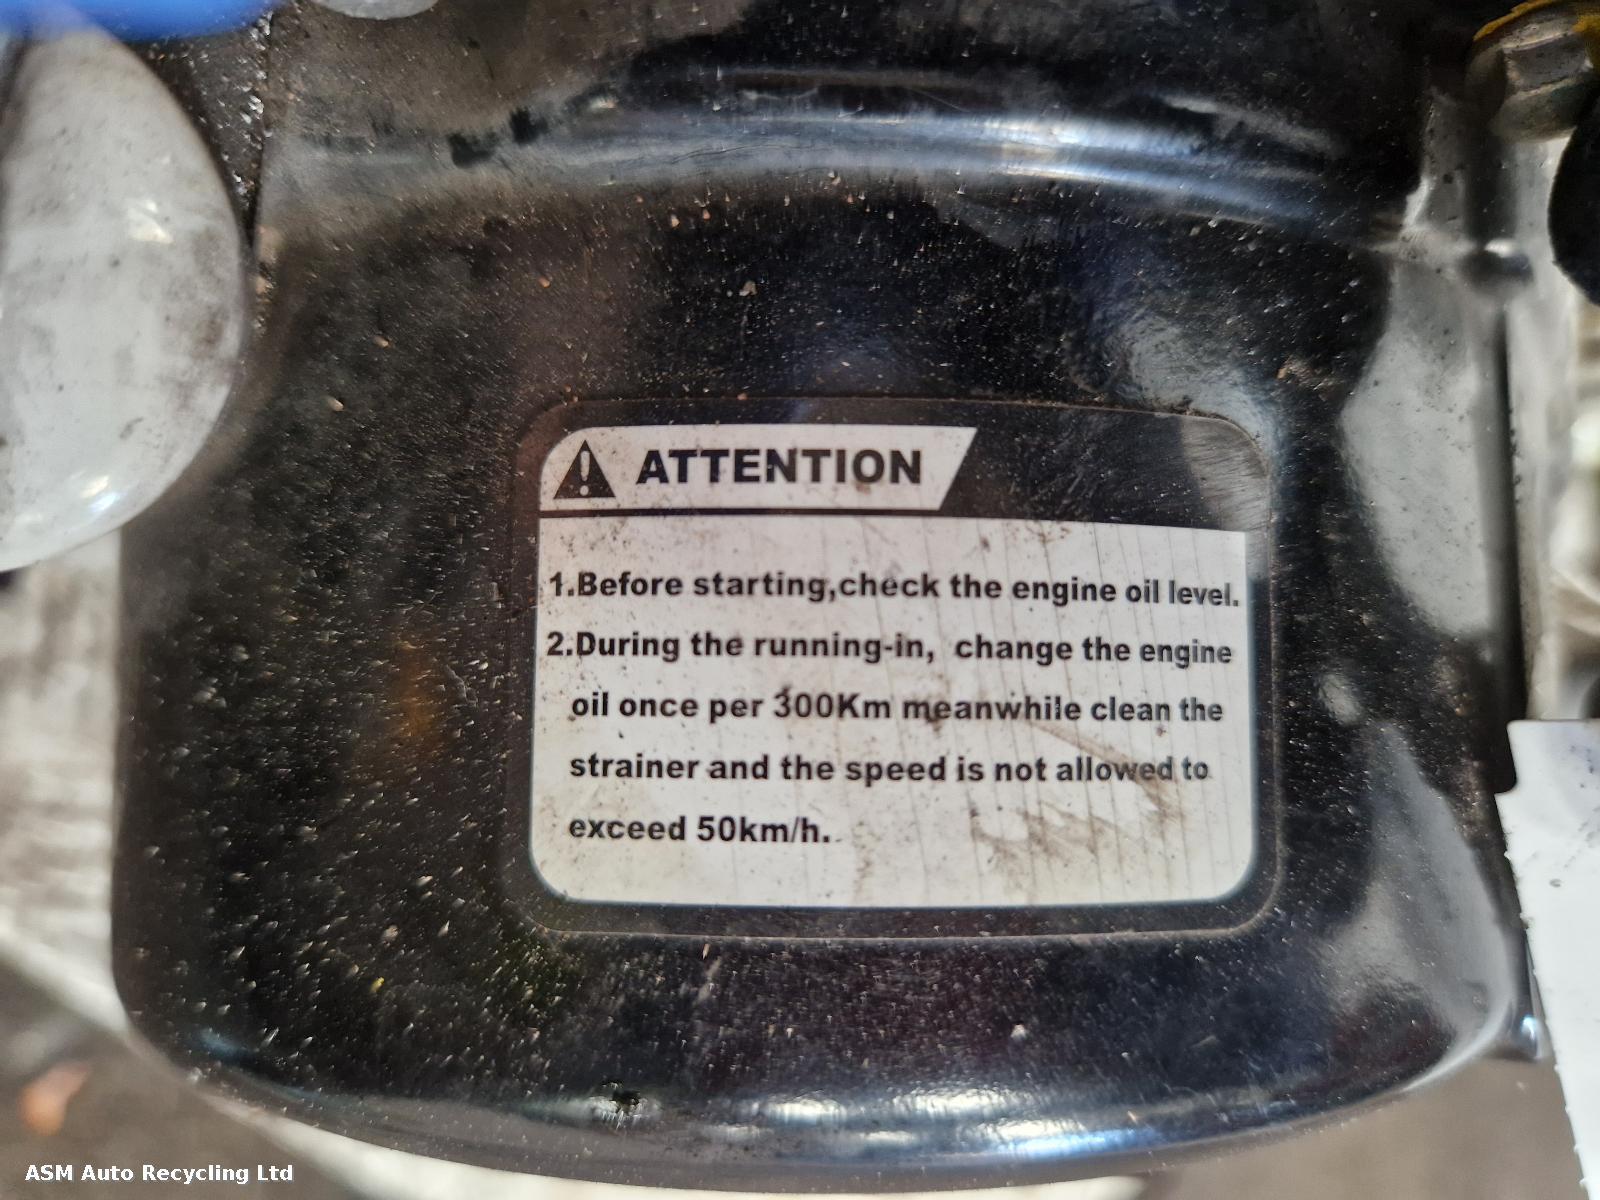 ATTENTION
1.Before starting,check the engine oil level.
2.During the running-in, change the engine
oil once per 300Km meanwhile clean the
strainer and the speed is not allowed to
exceed 50km/h.
ASM Auto Recycling Ltd